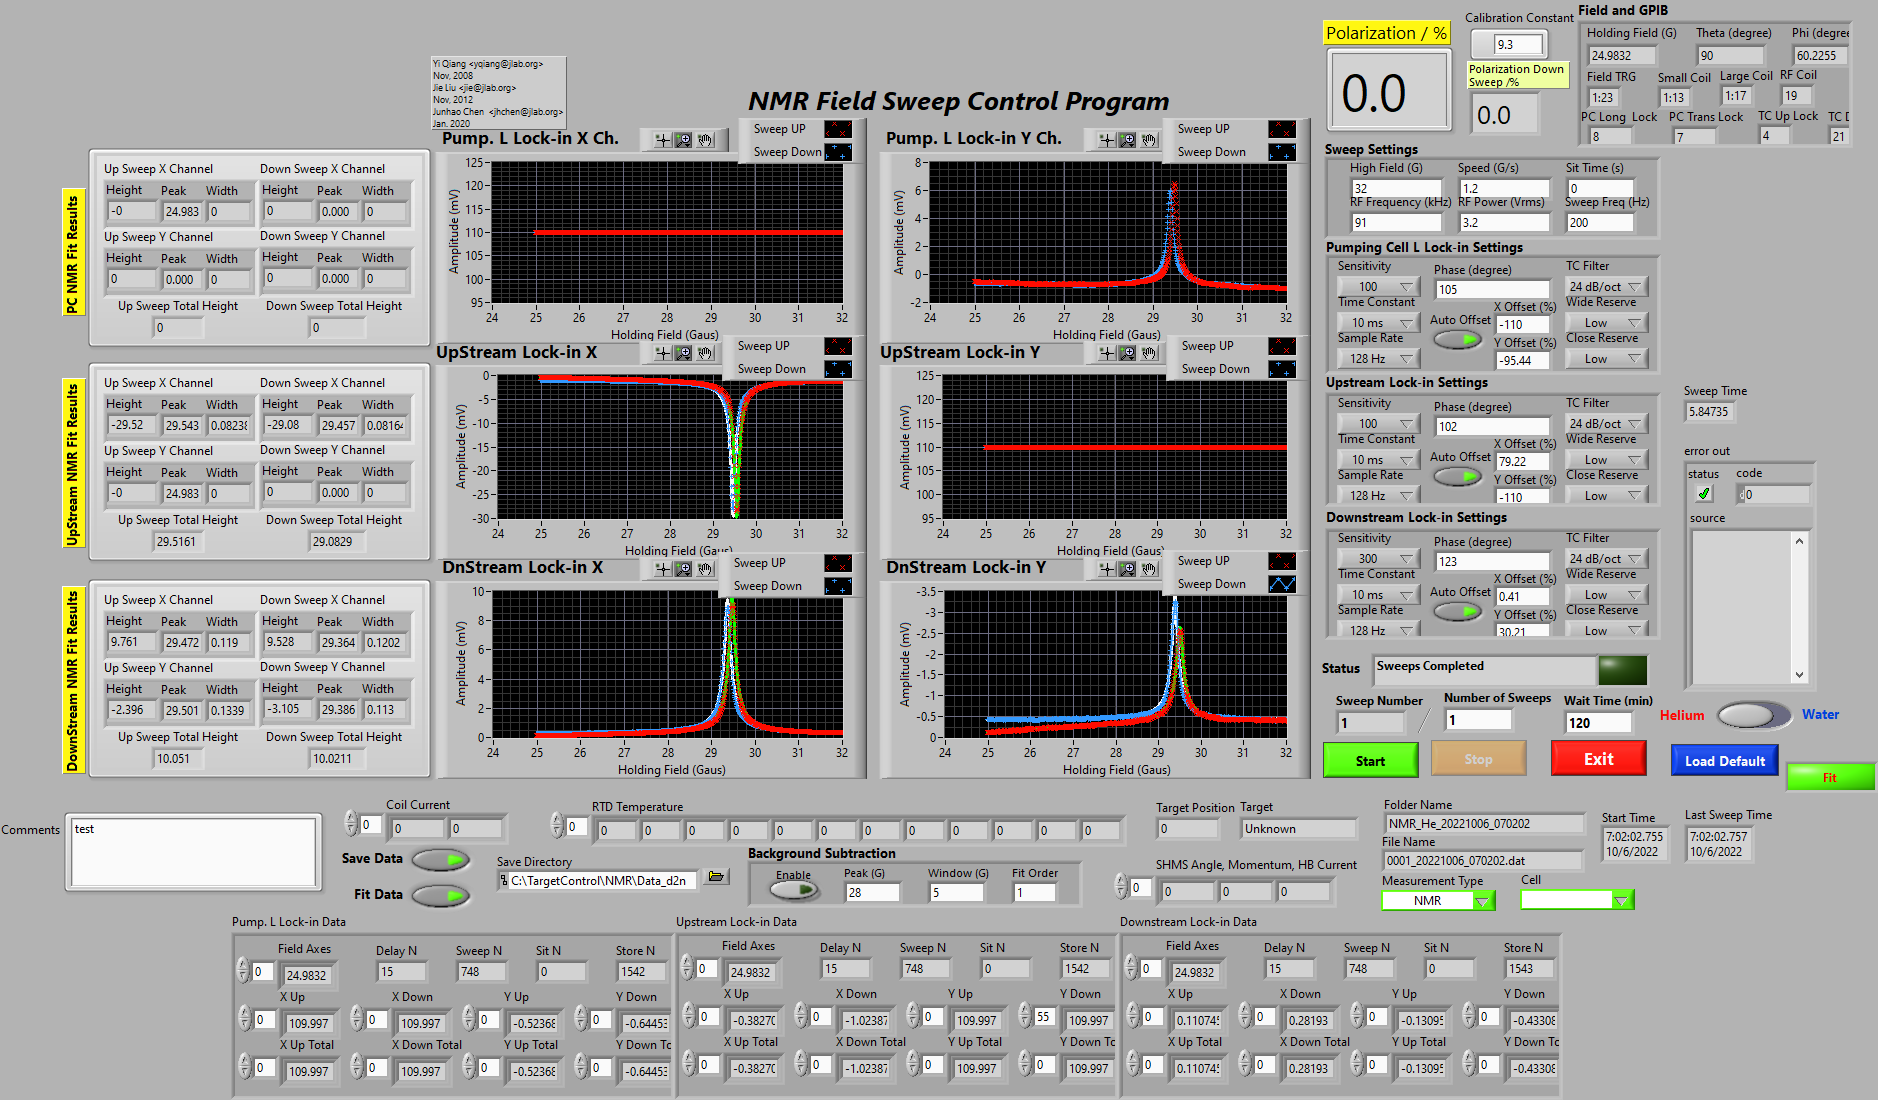 Yi Qiang <yqiang@jlab.org>
Nov, 2008
Jie Liu <jie@jlab.org>
Nov, 2012
Junhao Chen <jhchen@jlab.org>
Jan. 2020
NMR Field Sweep Control Program
Polarization / %
0.0
Calibration Constant
9.3
Polarization Down
Sweep /%
0.0
Field and GPIB
Holding Field (G) Theta (degree) Phi (degree
24.9832 90 60.2255
Field TRG Small Coil Large Coil RF Coil
1:23 1:13 1:17 19
PC Long Lock PC Trans Lock TC Up Lock TC D
8 7 4 21
PC NMR Fit Results
Up Sweep X Channel Down Sweep X Channel
Height Peak Width Height Peak Width
-0 24.983 0 0 0.000 0
Up Sweep Y Channel Down Sweep Y Channel
Height Peak Width Height Peak Width
0 0.000 0 0 0.000 0
Up Sweep Total Height Down Sweep Total Height
0 0
Pump. L Lock-in X Ch.
Sweep UP
Sweep Down
Amplitude (mV)
125
120
115
110
105
100
95
24 25 26 27 28 29 30 31 32
Holding Field (Gaus)
Pump. L Lock-in Y Ch.
Sweep UP
Sweep Down
Amplitude (mV)
8
6
4
2
0
-2
24 25 26 27 28 29 30 31 32
Holding Field (Gaus)
UpStream NMR Fit Results
Up Sweep X Channel Down Sweep X Channel
Height Peak Width Height Peak Width
-29.52 29.543 0.08238 -29.08 29.457 0.08164
Up Sweep Y Channel Down Sweep Y Channel
Height Peak Width Height Peak Width
-0 24.983 0 0 0.000 0
Up Sweep Total Height Down Sweep Total Height
29.5161 29.0829
UpStream Lock-in X
Sweep UP
Sweep Down
Amplitude (mV)
0
-5
-10
-15
-20
-25
-30
24 25 26 27 28 29 30 31 32
Holding Field (Gaus)
UpStream Lock-in Y
Sweep UP
Sweep Down
Amplitude (mV)
125
120
115
110
105
100
95
24 25 26 27 28 29 30 31 32
Holding Field (Gaus)
DownStream NMR Fit Results
Up Sweep X Channel Down Sweep X Channel
Height Peak Width Height Peak Width
9.761 29.472 0.119 9.528 29.364 0.1202
Up Sweep Y Channel Down Sweep Y Channel
Height Peak Width Height Peak Width
-2.396 29.501 0.1339 -3.105 29.386 0.113
Up Sweep Total Height Down Sweep Total Height
10.051 10.0211
DnStream Lock-in X
Sweep UP
Sweep Down
Amplitude (mV)
10
8
6
4
2
0
24 25 26 27 28 29 30 31 32
Holding Field (Gaus)
DnStream Lock-in Y
Sweep UP
Sweep Down
Amplitude (mV)
-3.5
-3
-2.5
-2
-1.5
-1
-0.5
0
24 25 26 27 28 29 30 31 32
Holding Field (Gaus)
Sweep Settings
High Field (G) Speed (G/s) Sit Time (s)
32 1.2 0
RF Frequency (kHz) RF Power (Vrms) Sweep Freq (Hz)
91 3.2 200
Pumping Cell L Lock-in Settings
Sensitivity Phase (degree) TC Filter
100 105 24 dB/oct
Time Constant X Offset (%) Wide Reserve
10 ms Auto Offset -110 Low
Sample Rate Y Offset (%) Close Reserve
128 Hz -95.44 Low
Upstream Lock-in Settings
Sensitivity Phase (degree) TC Filter
100 102 24 dB/oct
Time Constant X Offset (%) Wide Reserve
10 ms Auto Offset 79.22 Low
Sample Rate Y Offset (%) Close Reserve
128 Hz -110 Low
Downstream Lock-in Settings
Sensitivity Phase (degree) TC Filter
300 123 24 dB/oct
Time Constant X Offset (%) Wide Reserve
10 ms Auto Offset 0.41 Low
Sample Rate Y Offset (%) Close Reserve
128 Hz 30.21 Low
Sweep Time
5.84735
error out
status code
0
source
Status Sweeps Completed
Sweep Number Number of Sweeps Wait Time (min)
1 / 1 120
Helium Water
Start Stop Exit Load Default Fit
Comments test
Coil Current
0 0 0
Save Data
Fit Data
RTD Temperature
0 0 0 0 0 0 0 0 0 0 0 0 0
Save Directory
C:\TargetControl\NMR\Data_d2n
Background Subtraction
Enable Peak (G) Window (G) Fit Order
28 5 1
Target Position Target
0 Unknown
SHMS Angle, Momentum, HB Current
0 0 0 0
Folder Name
NMR_He_20221006_070202
File Name
0001_20221006_070202.dat
Measurement Type Cell
NMR
Start Time
7:02:02.755
10/6/2022
Last Sweep Time
7:02:02.757
10/6/2022
Pump. L Lock-in Data
Field Axes Delay N Sweep N Sit N Store N
0 24.9832 15 748 0 1542
X Up X Down Y Up Y Down
0 109.997 0 109.997 0 -0.52368 0 -0.64453
X Up Total X Down Total Y Up Total Y Down To
0 109.997 0 109.997 0 -0.52368 0 -0.64453
Upstream Lock-in Data
Field Axes Delay N Sweep N Sit N Store N
0 24.9832 15 748 0 1542
X Up X Down Y Up Y Down
0 -0.38270 0 -1.02387 0 109.997 55 109.997
X Up Total X Down Total Y Up Total Y Down To
0 -0.38270 0 -1.02387 0 109.997 0 109.997
Downstream Lock-in Data
Field Axes Delay N Sweep N Sit N Store N
0 24.9832 15 748 0 1543
X Up X Down Y Up Y Down
0 0.110745 0 0.28193 0 -0.13095 0 -0.43308
X Up Total X Down Total Y Up Total Y Down To
0 0.110745 0 0.28193 0 -0.13095 0 -0.43308